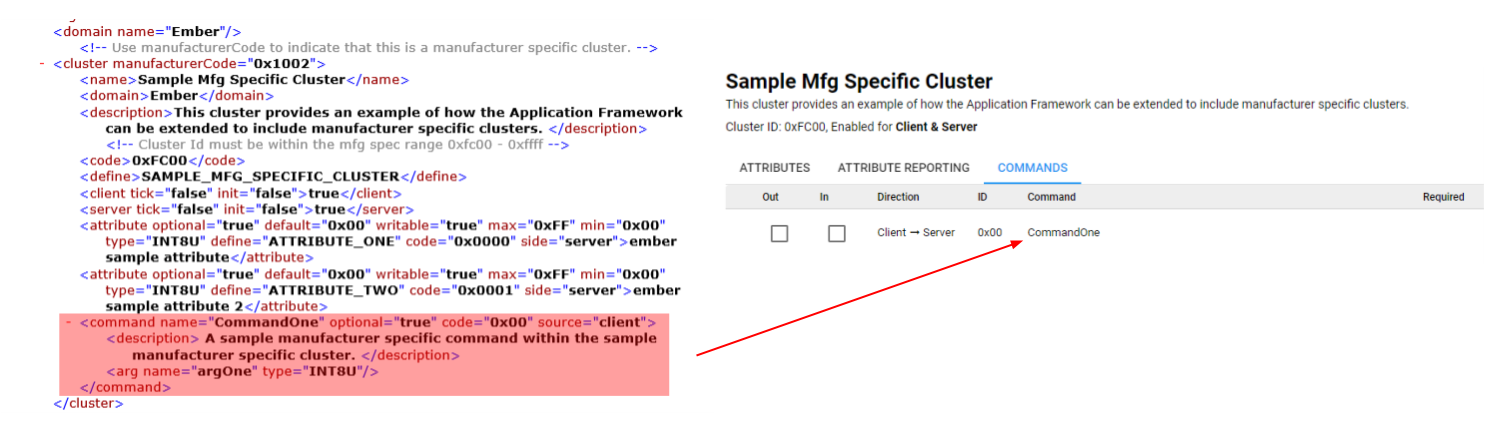 <domain name="Ember"/>
<!-- Use manufacturerCode to indicate that this is a manufacturer specific cluster. -->
- <cluster manufacturerCode="0x1002">
<name>Sample Mfg Specific Cluster</name>
<domain>Ember</domain>
<description>This cluster provides an example of how the Application Framework
can be extended to include manufacturer specific clusters. </description>
<!-- Cluster Id must be within the mfg spec range 0xfc00 - 0xffff -->
<code>0xFC00</code>
<define>SAMPLE_MFG_SPECIFIC_CLUSTER</define>
<client tick="false" init="false">true</client>
<server tick="false" init="false">true</server>
<attribute optional="true" default="0x00" writable="true" max="0xFF" min="0x00"
type="INT8U" define="ATTRIBUTE_ONE" code="0x0000" side="server">ember
sample attribute</attribute>
<attribute optional="true" default="0x00" writable="true" max="0xFF" min="0x00"
type="INT8U" define="ATTRIBUTE_TWO" code="0x0001" side="server">ember
sample attribute 2</attribute>
- <command name="CommandOne" optional="true" code="0x00" source="client">
<description> A sample manufacturer specific command within the sample
manufacturer specific cluster. </description>
<arg name="argOne" type="INT8U"/>
</command>
</cluster>
Sample Mfg Specific Cluster
This cluster provides an example of how the Application Framework can be extended to include manufacturer specific clusters.
Cluster ID: 0xFC00, Enabled for Client & Server
ATTRIBUTES ATTRIBUTE REPORTING COMMANDS
Out In Direction ID Command Required
Client → Server 0x00 CommandOne